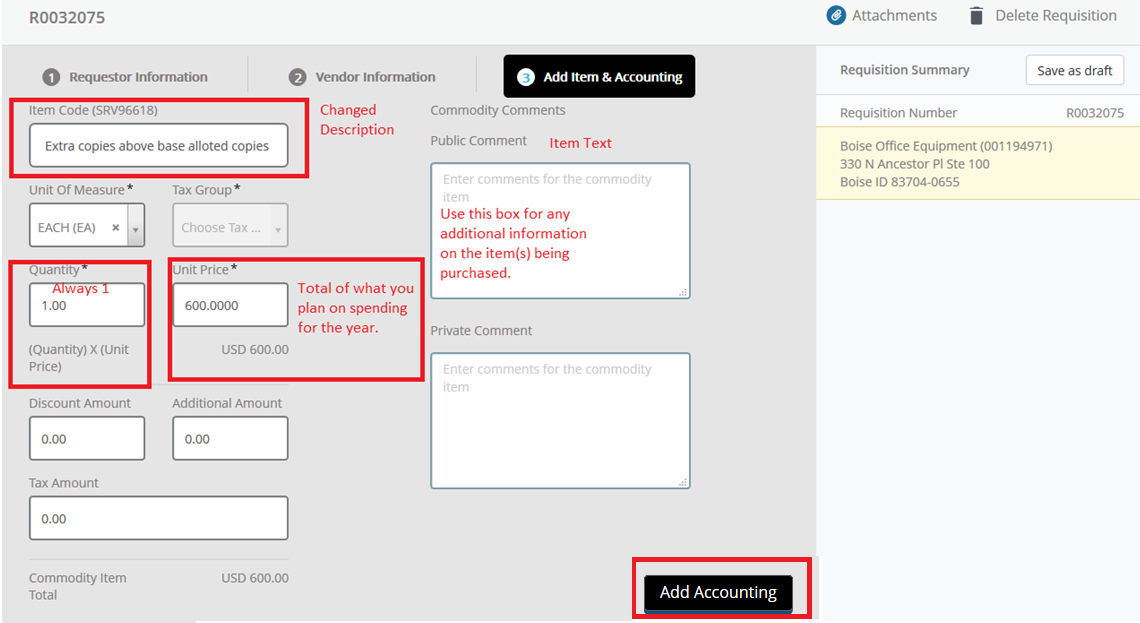 R0032075
Attachments
Delete Requisition
1 Requestor Information
2 Vendor Information
3 Add Item & Accounting
Requisition Summary
Save as draft
Requisition Number
R0032075
Boise Office Equipment (001194971)
330 N Ancestor Pl Ste 100
Boise ID 83704-0655
Item Code (SRV96618)
Extra copies above base alloted copies
Changed
Description
Unit Of Measure*
EACH (EA) ×
Tax Group*
Choose Tax ...
Quantity*
Always 1
1.00
(Quantity) X (Unit
Price)
Unit Price*
600.0000
USD 600.00
Total of what you
plan on spending
for the year.
Discount Amount
0.00
Additional Amount
0.00
Tax Amount
0.00
Commodity Item
Total
USD 600.00
Commodity Comments
Public Comment
Item Text
Enter comments for the commodity
item
Use this box for any
additional information
on the item(s) being
purchased.
Private Comment
Enter comments for the commodity
item
Add Accounting